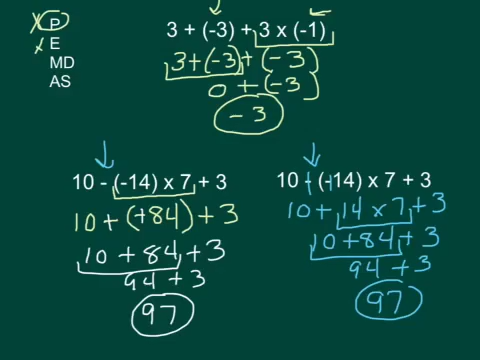 P
E
MD
AS
3 + (-3) + 3 x (-1)
3 + (-3) + (-3)
0 + (-3)
-3
10 - (-14) x 7 + 3
10 + (+84) + 3
10 + 84 + 3
94 + 3
97
10 - (-14) x 7 + 3
10 + 14 x 7 + 3
10 + 84 + 3
94 + 3
97